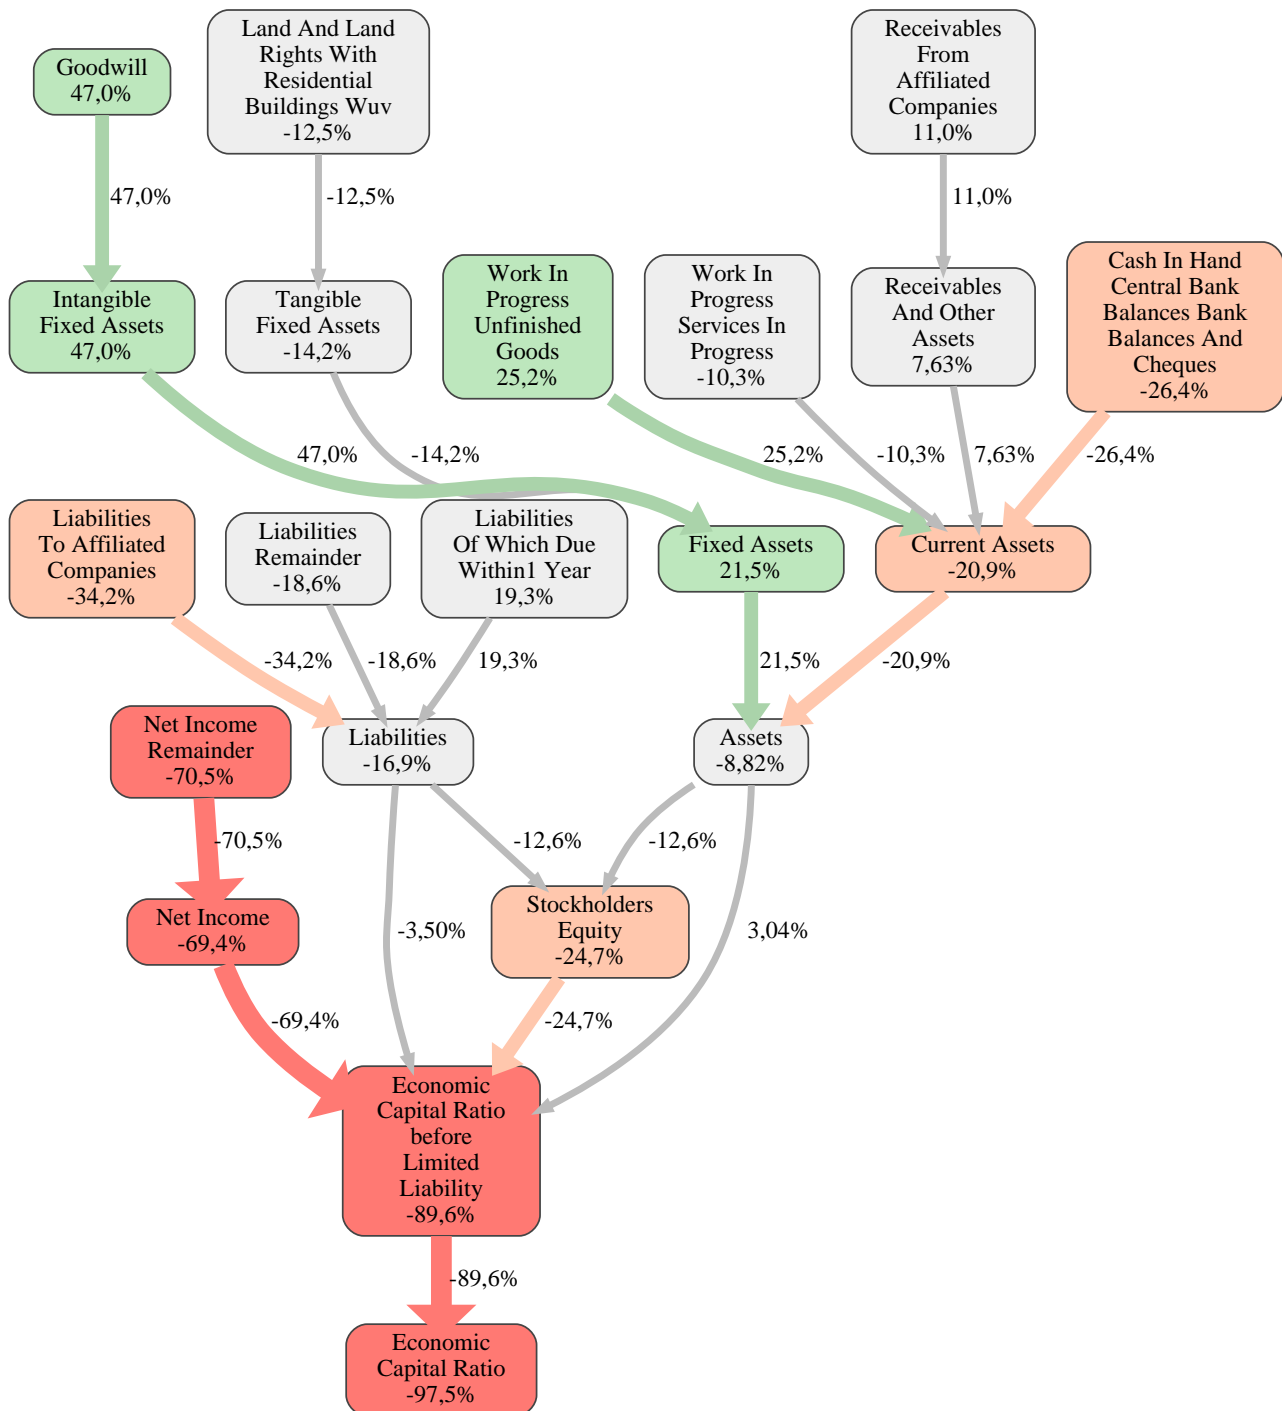 Goodwill
47,0%
Land And Land
Rights With
Residential
Buildings Wuv
-12,5%
Receivables
From
Affiliated
Companies
11,0%
47,0%
-12,5%
11,0%
Intangible
Fixed Assets
47,0%
Tangible
Fixed Assets
-14,2%
Work In
Progress
Unfinished
Goods
25,2%
Work In
Progress
Services In
Progress
-10,3%
Receivables
And Other
Assets
7,63%
Cash In Hand
Central Bank
Balances Bank
Balances And
Cheques
-26,4%
47,0%
-14,2%
25,2%
-10,3%
7,63%
-26,4%
Liabilities
To Affiliated
Companies
-34,2%
Liabilities
Remainder
-18,6%
Liabilities
Of Which Due
Within1 Year
19,3%
Fixed Assets
21,5%
Current Assets
-20,9%
-34,2%
-18,6%
19,3%
21,5%
-20,9%
Net Income
Remainder
-70,5%
Liabilities
-16,9%
Assets
-8,82%
-70,5%
-12,6%
-12,6%
Net Income
-69,4%
-3,50%
Stockholders
Equity
-24,7%
3,04%
-69,4%
-24,7%
Economic
Capital Ratio
before
Limited
Liability
-89,6%
-89,6%
Economic
Capital Ratio
-97,5%